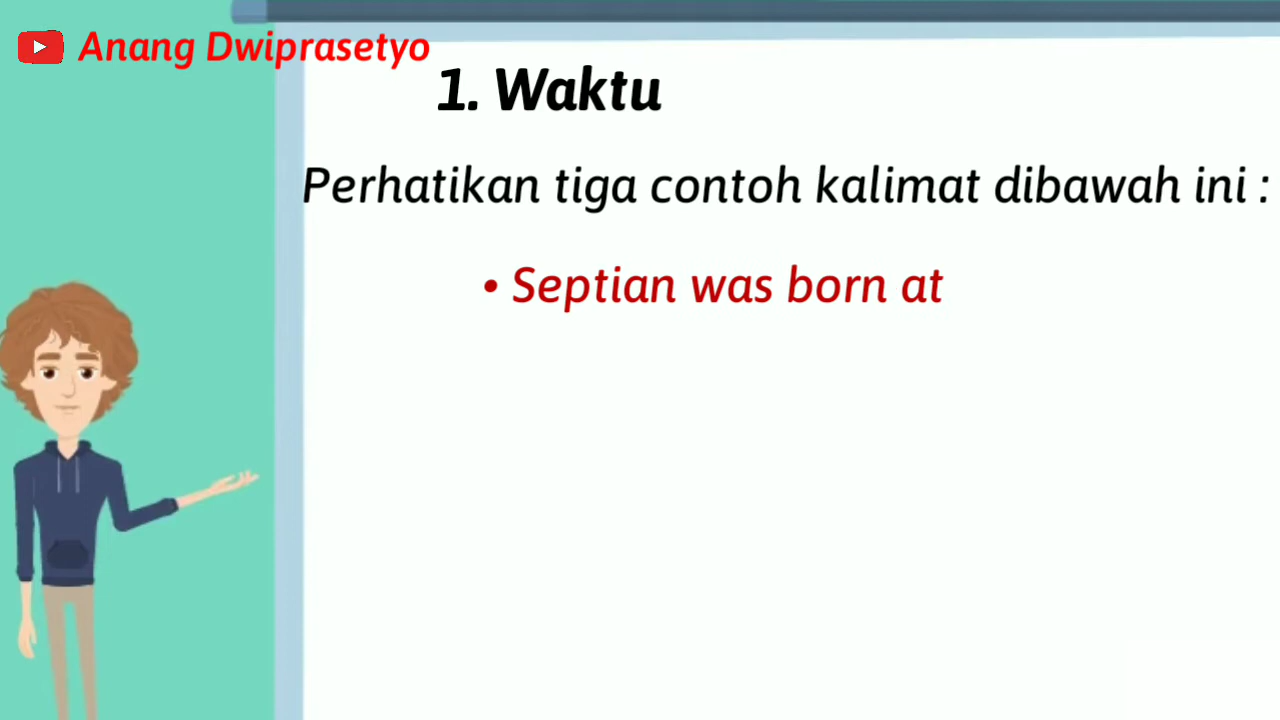 Anang Dwiprasetyo
1. Waktu
Perhatikan tiga contoh kalimat dibawah ini :
• Septian was born at